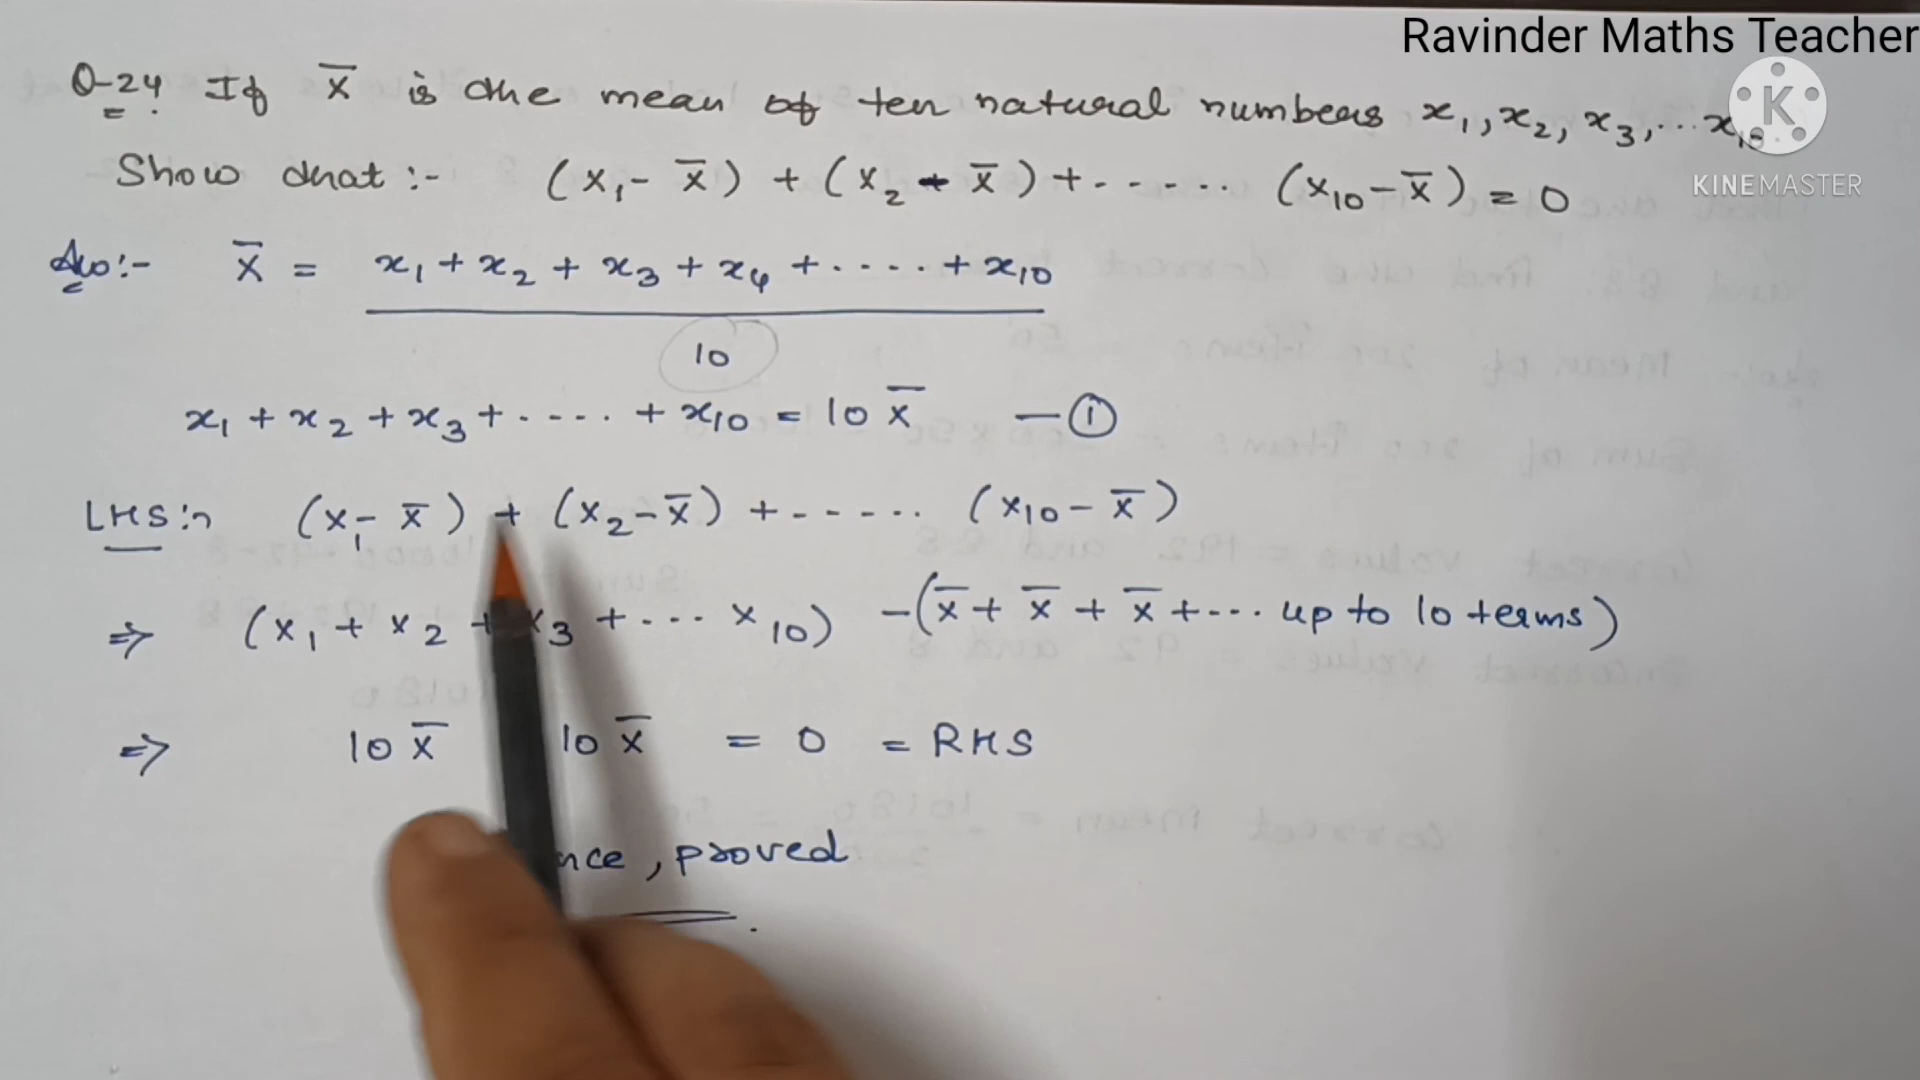 Ravinder Maths Teacher
Q-24. If x̅ is the mean of ten natural numbers x₁, x₂, x₃, ... x₁₀
KINEMASTER
Show that :- (x₁ - x̅) + (x₂ - x̅) + - - - - - (x₁₀ - x̅) = 0
Ans:- x̅ = x₁ + x₂ + x₃ + x₄ + . . . . + x₁₀
10
x₁ + x₂ + x₃ + - . . . + x₁₀ = 10 x̅ — ①
LHS :- (x₁ - x̅) + (x₂ - x̅) + - - - - - (x₁₀ - x̅)
⇒ (x₁ + x₂ + x₃ + - - - x₁₀) - (x̅ + x̅ + x̅ + - - - up to 10 terms)
⇒ 10 x̅ 10 x̅ = 0 = RHS
, proved